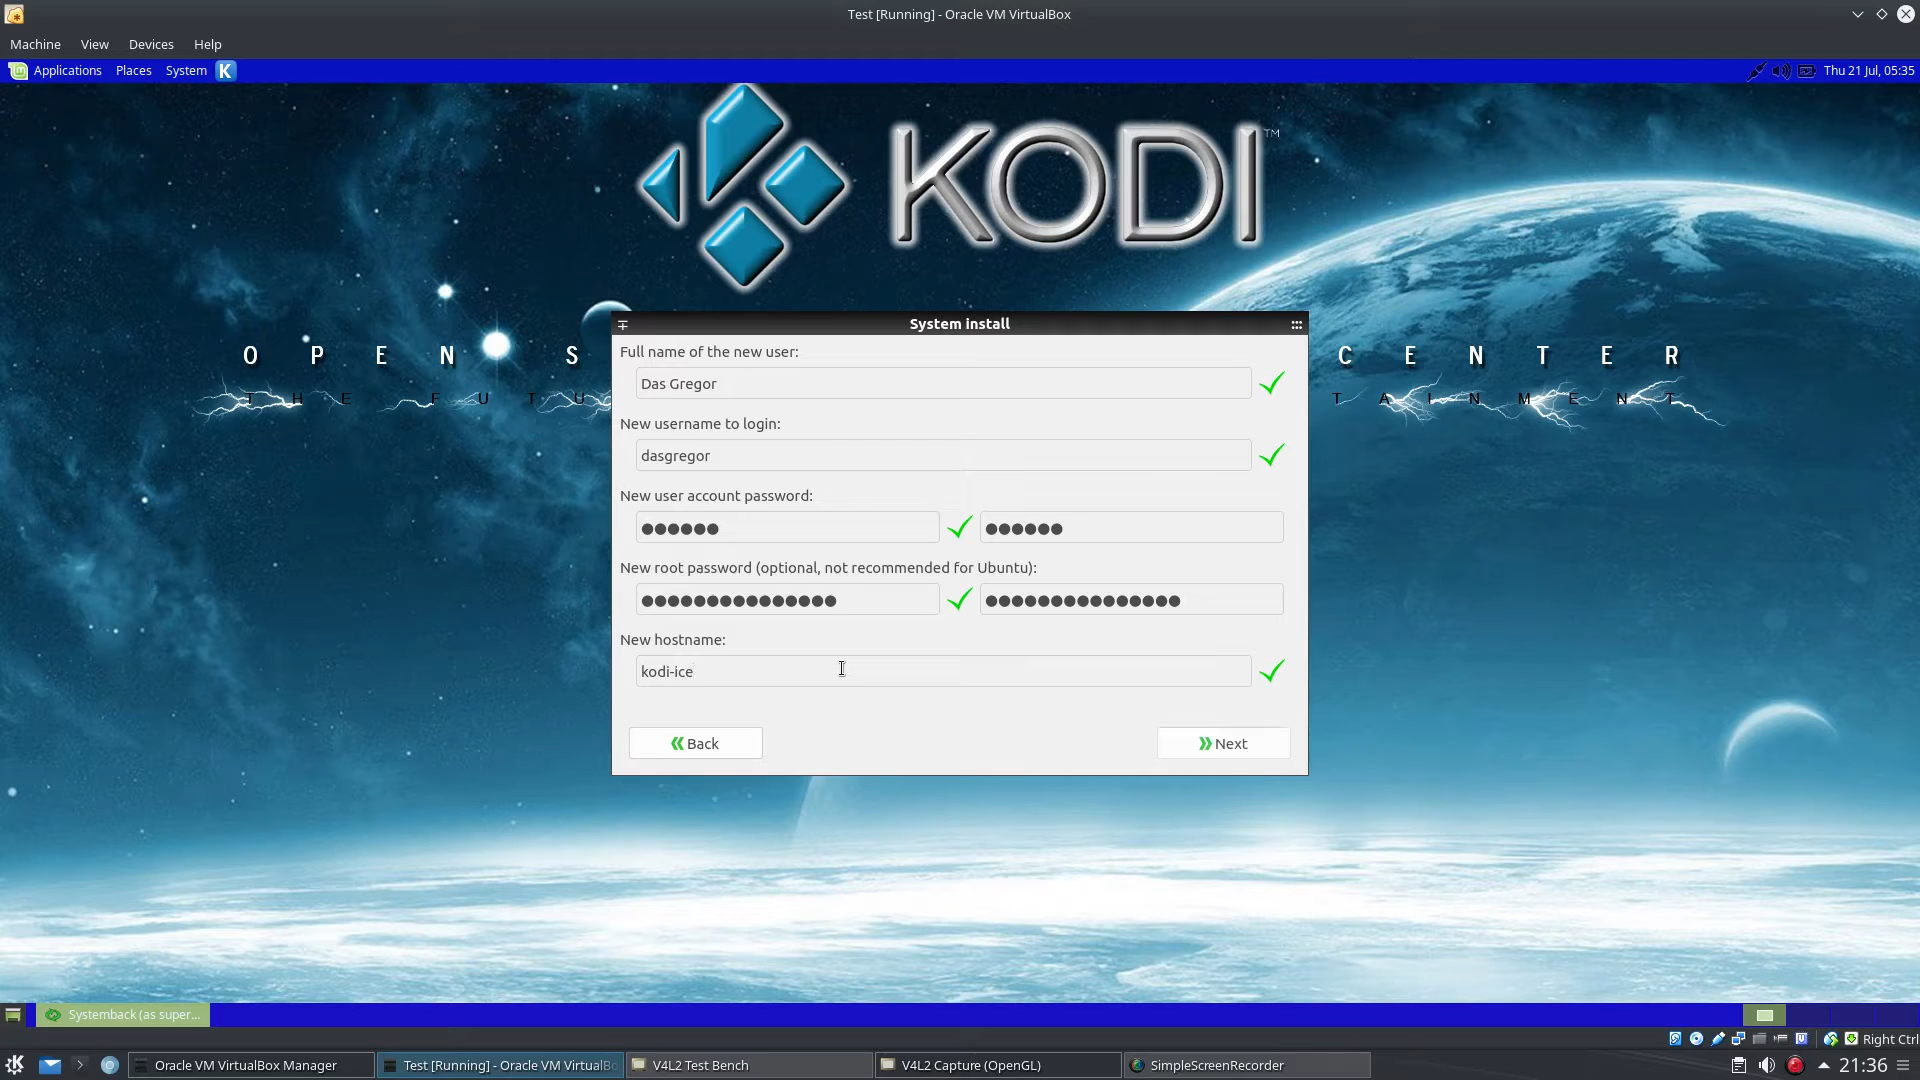 Test [Running] - Oracle VM VirtualBox
Machine View Devices Help
Applications Places System K Thu 21 Jul, 05:35
KODI™
System install
Full name of the new user:
Das Gregor
O P E N S C E N T E R
New username to login:
T H E F U T U T A I N M E N T
dasgregor
New user account password:
●●●●●● ●●●●●●
New root password (optional, not recommended for Ubuntu):
●●●●●●●●●●●●●●● ●●●●●●●●●●●●●●●
New hostname:
kodi-ice
Back Next
Systemback (as super...
Right Ctrl
Oracle VM VirtualBox Manager Test [Running] - Oracle VM VirtualBo V4L2 Test Bench V4L2 Capture (OpenGL) SimpleScreenRecorder 21:36